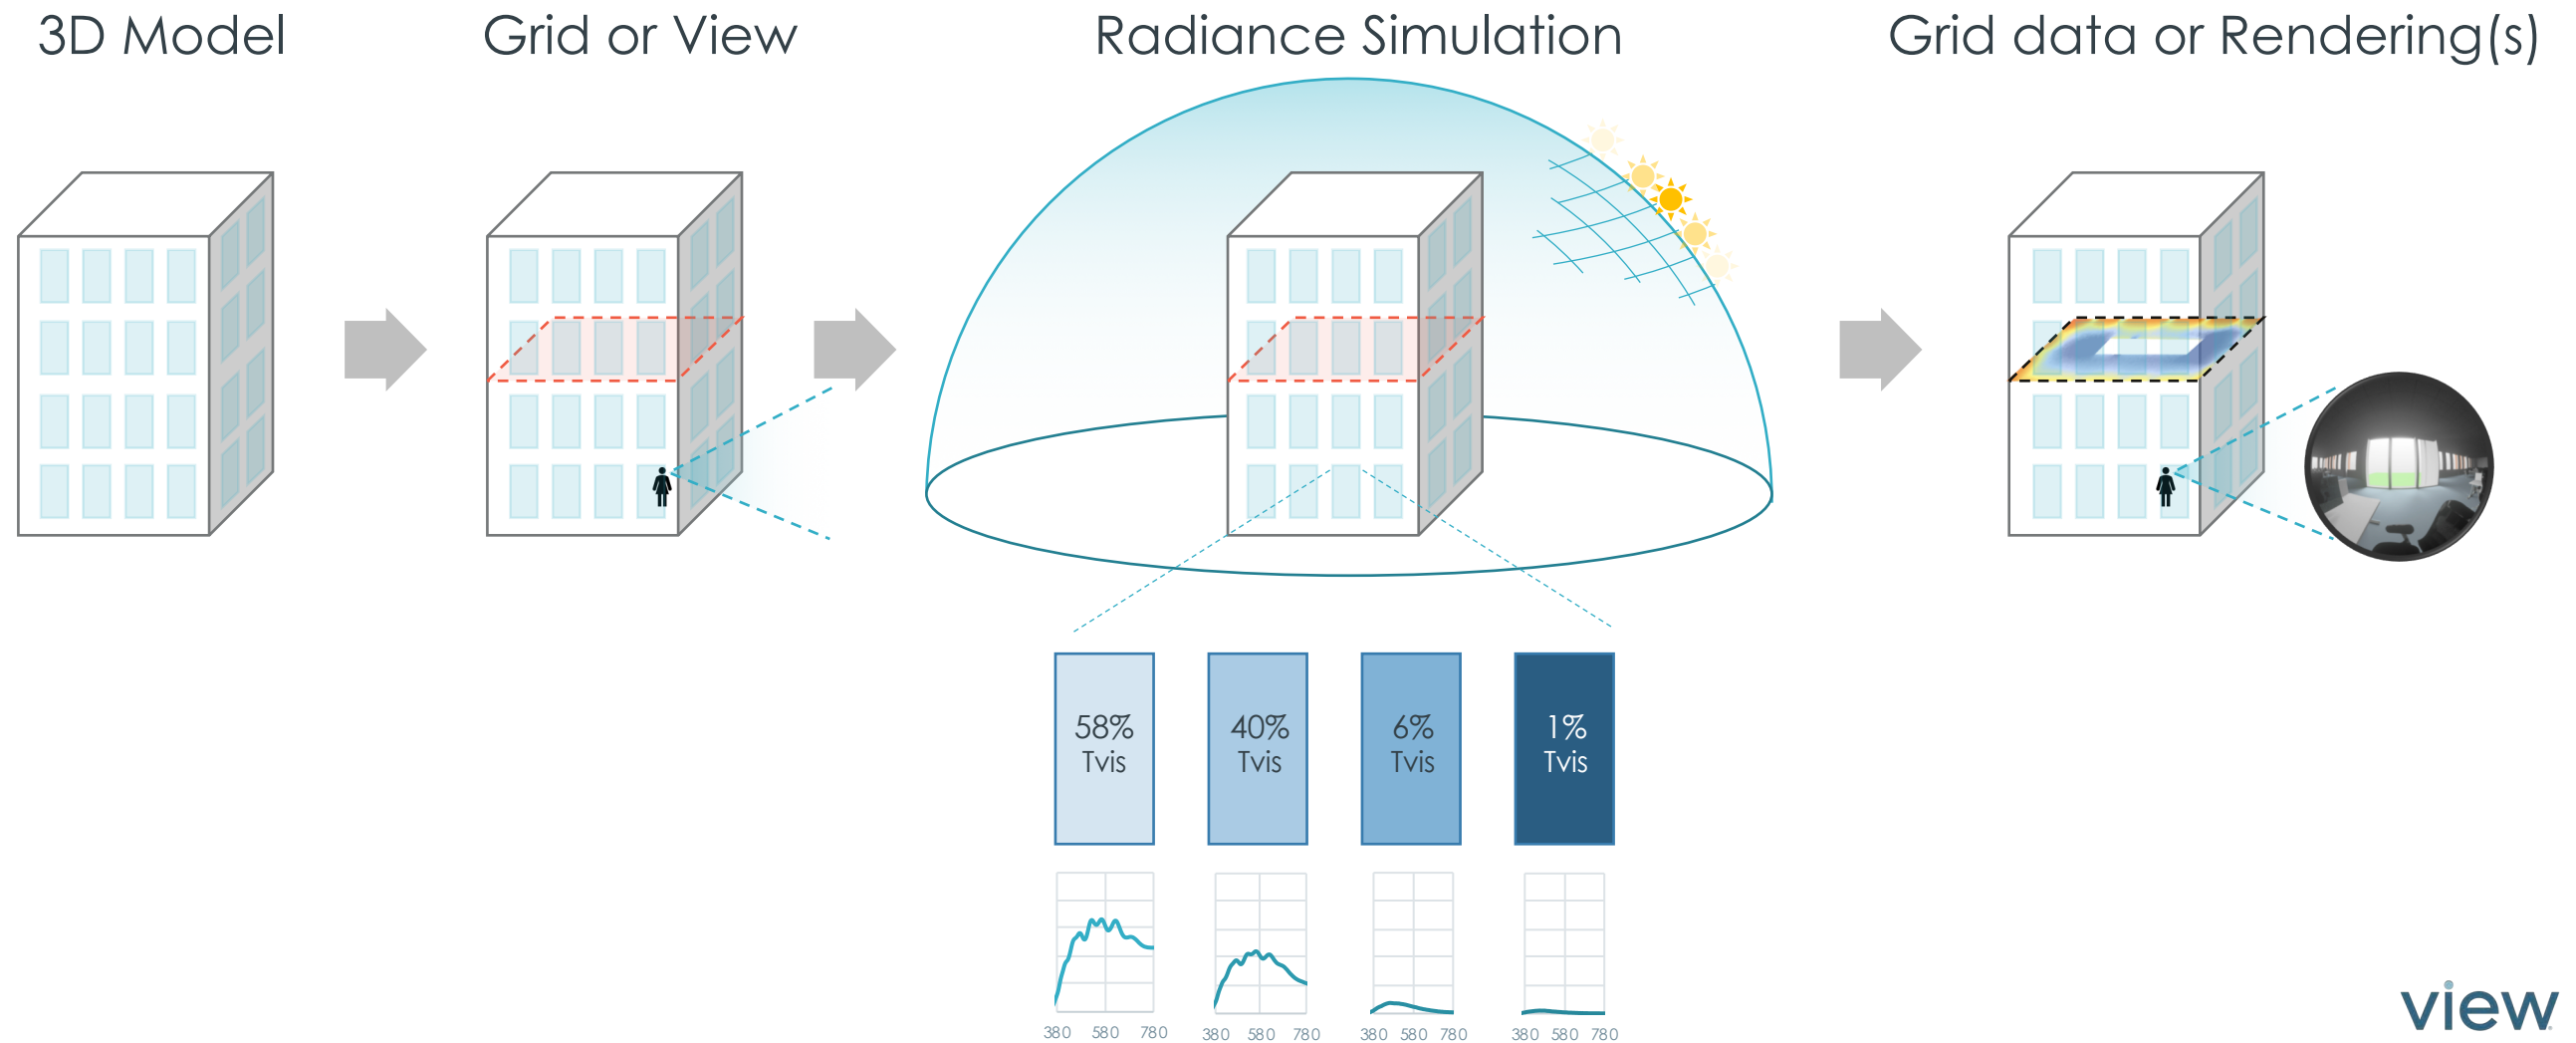 3D Model
Grid or View
Radiance Simulation
Grid data or Rendering(s)
58%
Tvis
40%
Tvis
6%
Tvis
1%
Tvis
380 580 780
380 580 780
380 580 780
380 580 780
view